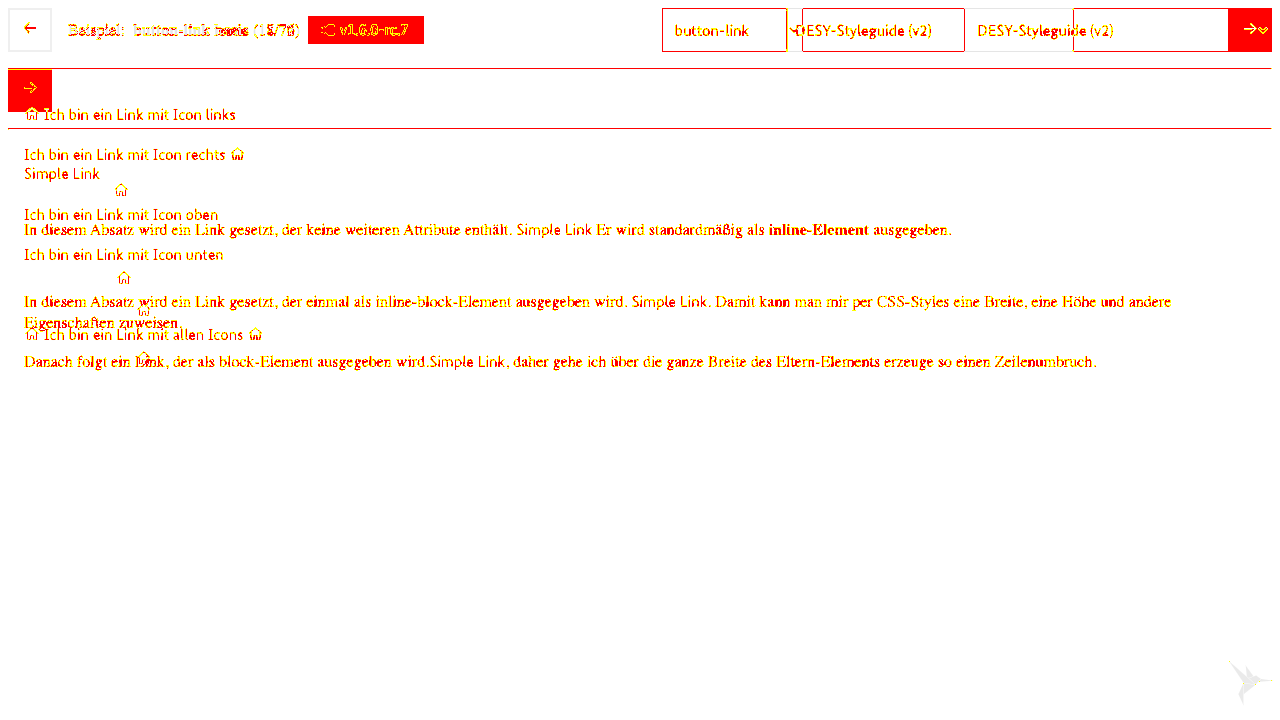 Beispiel: button-link
v1.6.0-rc.7
button-link
DESY-Styleguide (v2)
DESY-Styleguide (v2)
Ich bin ein Link mit Icon links
Ich bin ein Link mit Icon rechts
Simple Link
Ich bin ein Link mit Icon oben
In diesem Absatz wird ein Link gesetzt, der keine weiteren Attribute enthält. Simple Link Er wird standardmäßig als inline-Element ausgegeben.
Ich bin ein Link mit Icon unten
In diesem Absatz wird ein Link gesetzt, der einmal als inline-block-Element ausgegeben wird. Simple Link. Damit kann man mir per CSS-Styles eine Breite, eine Höhe und andere
Eigenschaften zuweisen.
Ich bin ein Link mit allen Icons
Danach folgt ein Link, der als block-Element ausgegeben wird.Simple Link, daher gehe ich über die ganze Breite des Eltern-Elements erzeuge so einen Zeilenumbruch.